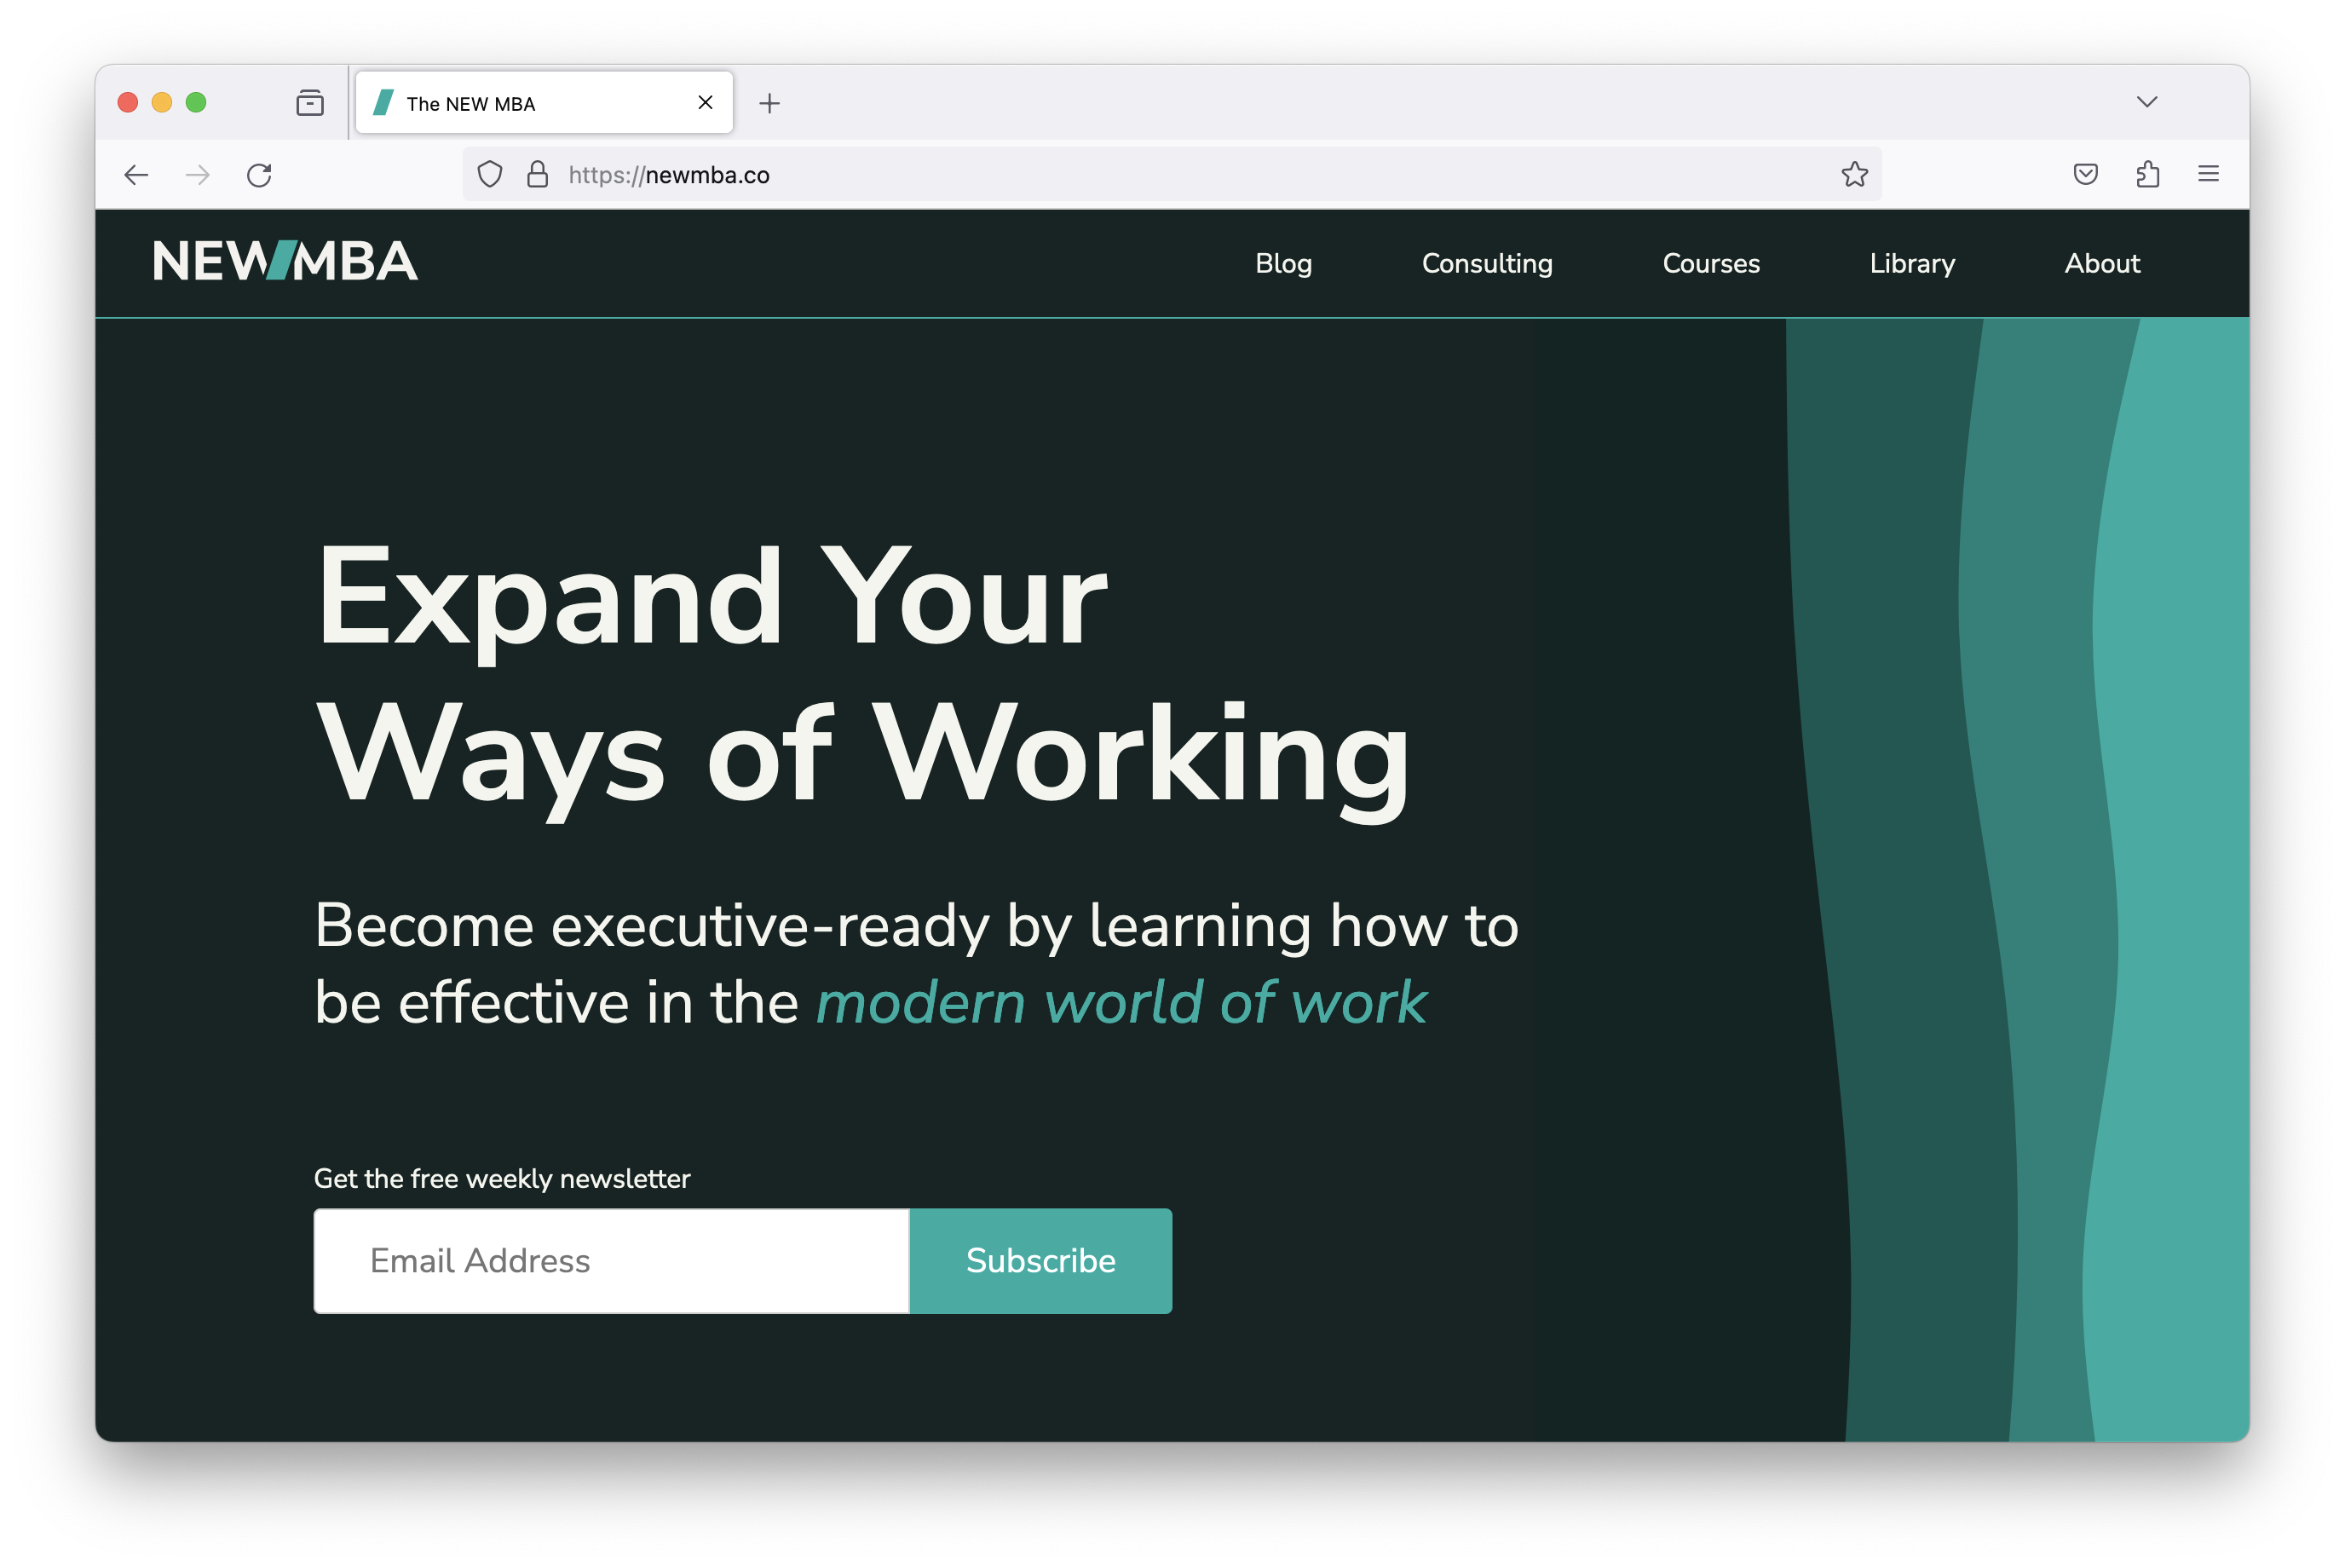 The NEW MBA
https://newmba.co
NEW MBA
Blog Consulting Courses Library About
Expand Your
Ways of Working
Become executive-ready by learning how to
be effective in the modern world of work
Get the free weekly newsletter
Email Address Subscribe